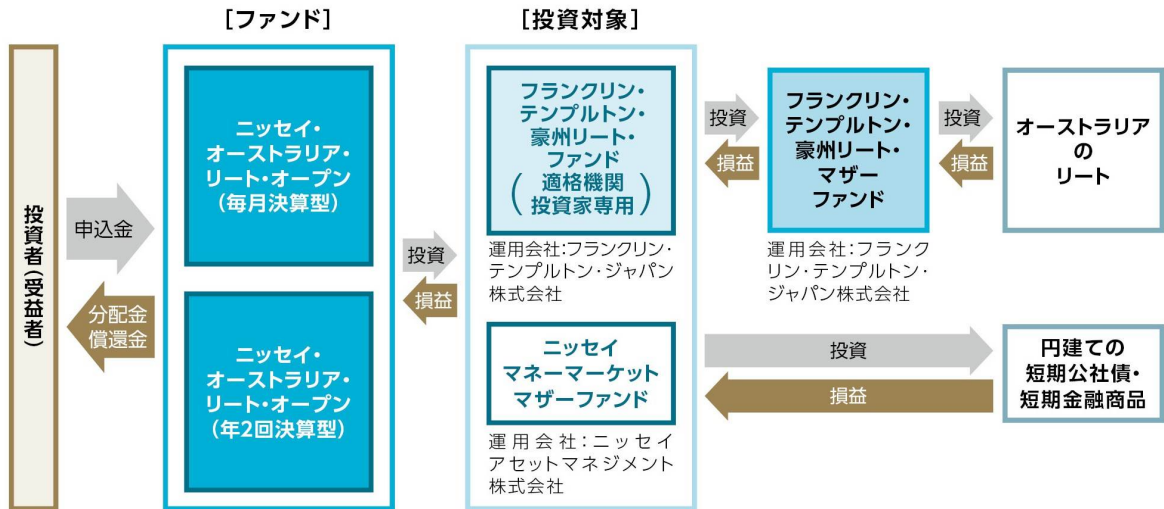 [ファンド]
[投資対象]
投資者(受益者)
申込金
分配金
償還金
ニッセイ・
オーストラリア・
リート・オープン
(毎月決算型)
ニッセイ・
オーストラリア・
リート・オープン
(年2回決算型)
投資
損益
フランクリン・
テンプルトン・
豪州リート・
ファンド
(適格機関
投資家専用)
運用会社:フランクリン・
テンプルトン・ジャパン
株式会社
ニッセイ
マネーマーケット
マザーファンド
運用会社:ニッセイ
アセットマネジメント
株式会社
投資
損益
フランクリン・
テンプルトン・
豪州リート・
マザー
ファンド
運用会社:フランク
リン・テンプルトン・
ジャパン株式会社
投資
損益
オーストラリア
の
リート
投資
損益
円建ての
短期公社債・
短期金融商品